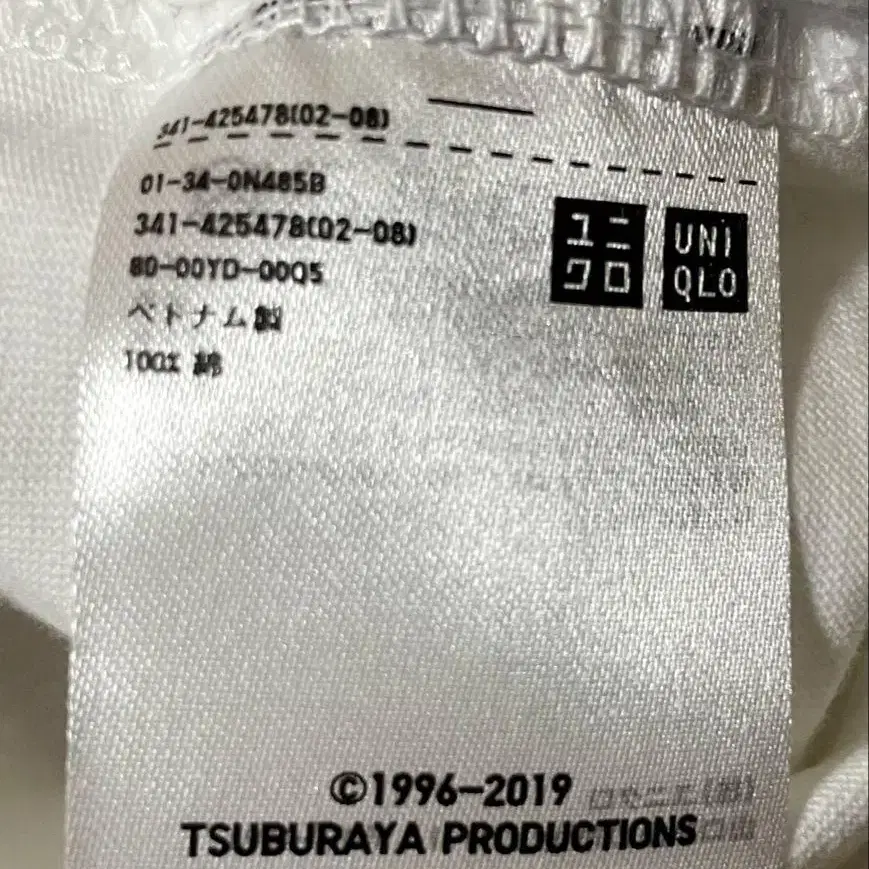 341-425478(02-08)
01-34-0N485B
341-425478(02-08)
80-00YD-00Q5
ベトナム製
100% 綿
ユニ
クロ
UNI
QLO
©1996-2019
TSUBURAYA PRODUCTIONS